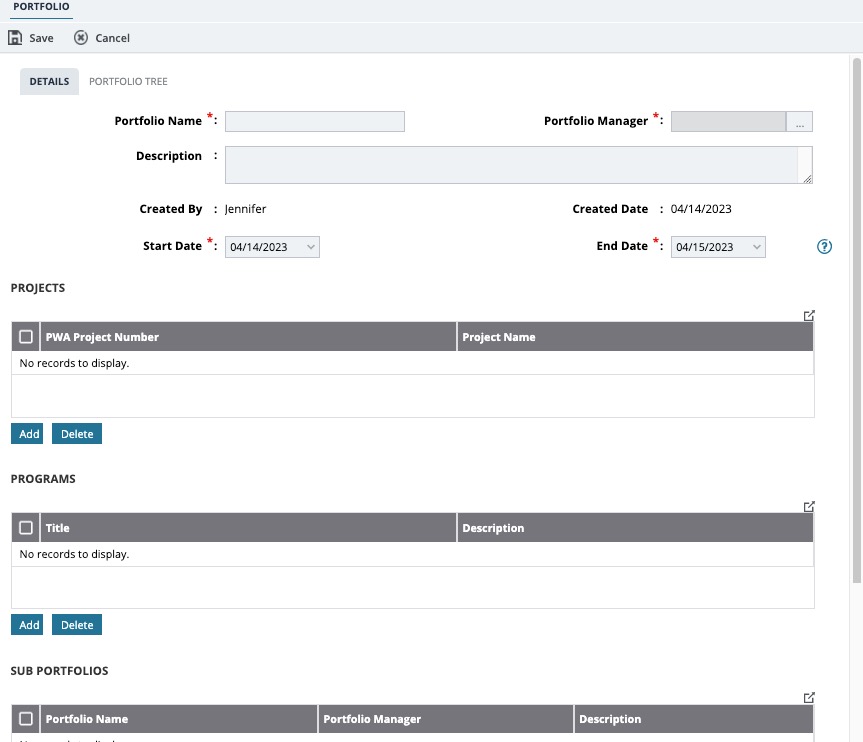 PORTFOLIO
Save Cancel
DETAILS PORTFOLIO TREE
Portfolio Name *: Portfolio Manager *: ...
Description :
Created By : Jennifer Created Date : 04/14/2023
Start Date *: 04/14/2023 End Date *: 04/15/2023 ?
PROJECTS
PWA Project Number Project Name
No records to display.
Add Delete
PROGRAMS
Title Description
No records to display.
Add Delete
SUB PORTFOLIOS
Portfolio Name Portfolio Manager Description